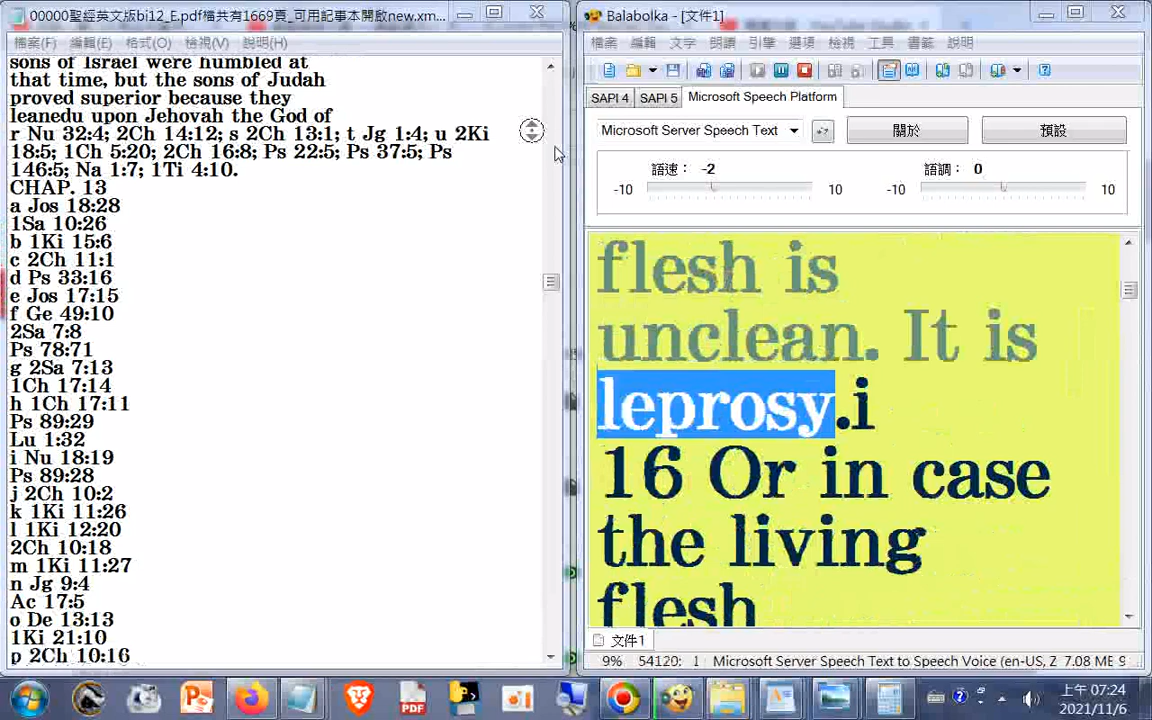 00000聖經英文版bi12_E.pdf檔共有1669頁_可用記事本開啟new.xm...
檔案(F) 編輯(E) 格式(O) 檢視(V) 說明(H)
sons of Israel were humbled at
that time, but the sons of Judah
proved superior because they
leanedu upon Jehovah the God of
r Nu 32:4; 2Ch 14:12; s 2Ch 13:1; t Jg 1:4; u 2Ki
18:5; 1Ch 5:20; 2Ch 16:8; Ps 22:5; Ps 37:5; Ps
146:5; Na 1:7; 1Ti 4:10.
CHAP. 13
a Jos 18:28
1Sa 10:26
b 1Ki 15:6
c 2Ch 11:1
d Ps 33:16
e Jos 17:15
f Ge 49:10
2Sa 7:8
Ps 78:71
g 2Sa 7:13
1Ch 17:14
h 1Ch 17:11
Ps 89:29
Lu 1:32
i Nu 18:19
Ps 89:28
j 2Ch 10:2
k 1Ki 11:26
l 1Ki 12:20
2Ch 10:18
m 1Ki 11:27
n Jg 9:4
Ac 17:5
o De 13:13
1Ki 21:10
p 2Ch 10:16
Balabolka - [文件1]
檔案 編輯 文字 朗讀 引擎 選項 檢視 工具 書籤 說明
SAPI 4 SAPI 5 Microsoft Speech Platform
Microsoft Server Speech Text 關於 預設
語速： -2 語調： 0
-10 10 -10 10
flesh is
unclean. It is
leprosy.i
16 Or in case
the living
flesh
文件1
9% 54120: 1 Microsoft Server Speech Text to Speech Voice (en-US, Z 7.08 MB 9
上午 07:24
2021/11/6